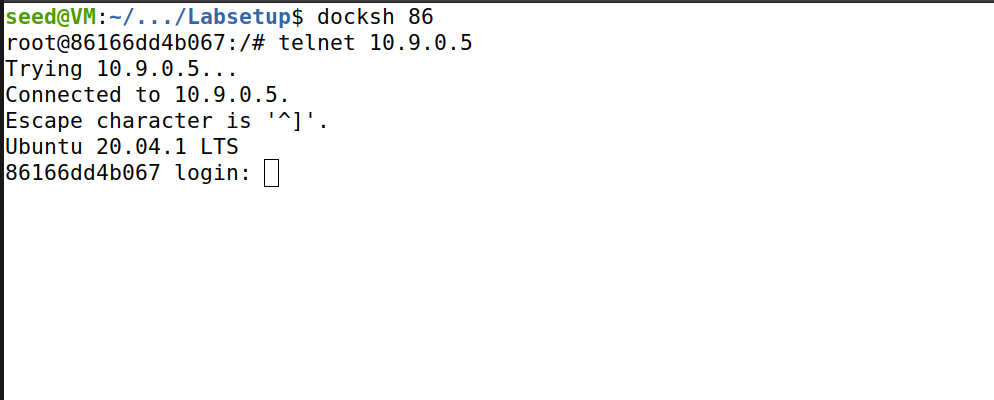 seed@VM:~/.../Labsetup$ docksh 86
root@86166dd4b067:/# telnet 10.9.0.5
Trying 10.9.0.5...
Connected to 10.9.0.5.
Escape character is '^]'.
Ubuntu 20.04.1 LTS
86166dd4b067 login: